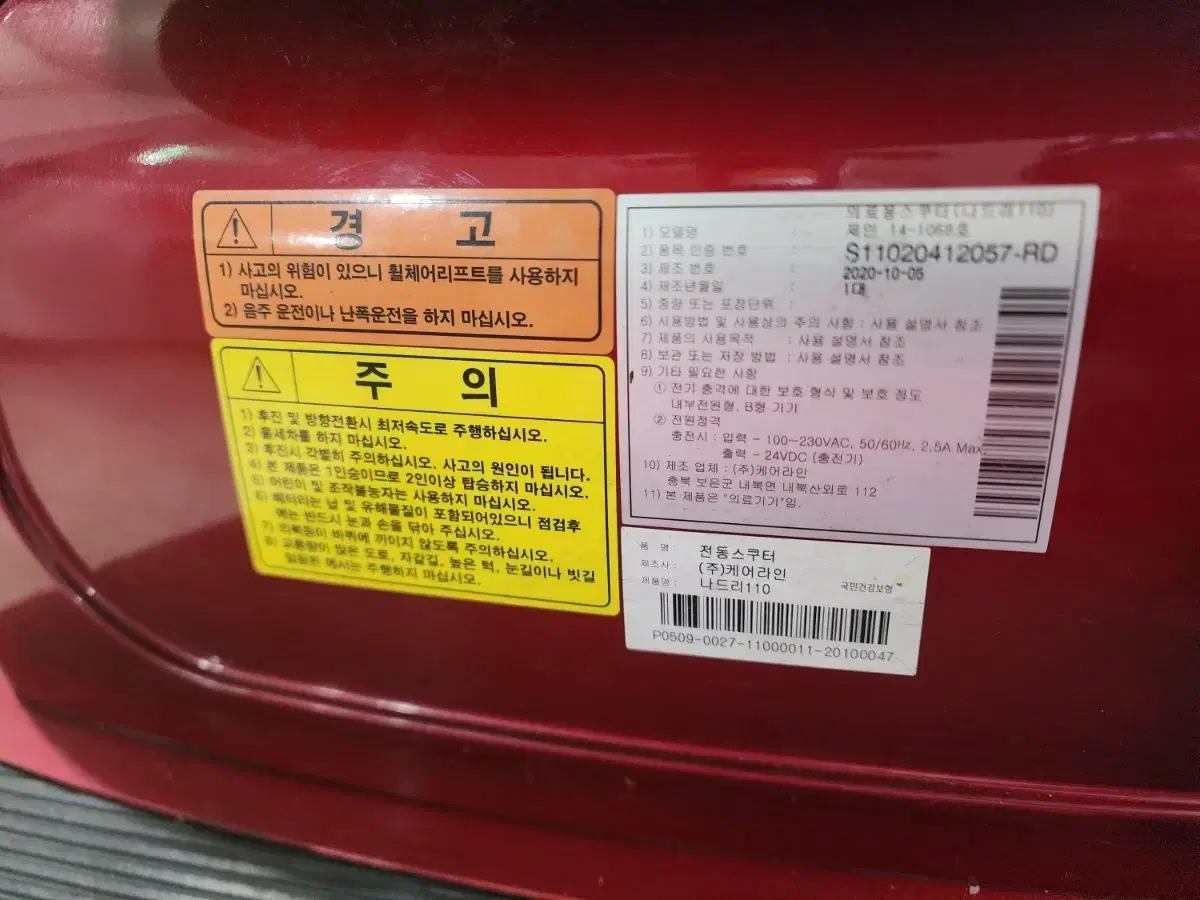 경 고
1) 사고의 위험이 있으니 휠체어리프트를 사용하지
마십시오.
2) 음주 운전이나 난폭운전을 하지 마십시오.
주 의
1) 후진 및 방향전환시 최저속도로 주행하십시오.
2) 물세차를 하지 마십시오.
3) 후진시 각별히 주의하십시오. 사고의 원인이 됩니다.
4) 본 제품은 1인승이므로 2인이상 탑승하지 마십시오.
5) 어린이 및 조작불능자는 사용하지 마십시오.
6) 배터리는 납 및 유해물질이 포함되어있으니 점검후
에는 반드시 눈과 손을 닦아 주십시오.
7) 의복등이 바퀴에 끼이지 않도록 주의하십시오.
8) 교통량이 많은 도로, 자갈길, 높은 턱, 눈길이나 빗길
에서는 주행하지 마십시오.
1) 모델명 : 의료용스쿠터(나드리110)
2) 품목 인증 번호 : 제인 14-1068호
3) 제조 번호 : S11020412057-RD
4) 제조년월일 : 2020-10-05
5) 중량 또는 포장단위 : 1대
6) 사용방법 및 사용상의 주의 사항 : 사용 설명서 참조
7) 제품의 사용목적 : 사용 설명서 참조
8) 보관 또는 저장 방법 : 사용 설명서 참조
9) 기타 필요한 사항
① 전기 충격에 대한 보호 형식 및 보호 정도
내부전원형, B형 기기
② 전원정격
충전시 : 입력 - 100~230VAC, 50/60Hz, 2.5A Max.
출력 - 24VDC (충전기)
10) 제조 업체 : (주)케어라인
충북 보은군 내북면 내북산외로 112
11) 본 제품은 "의료기기"임.
품 명 : 전동스쿠터
제조사 : (주)케어라인
제품명 : 나드리110
국민건강보험
P0509-0027-11000011-20100047